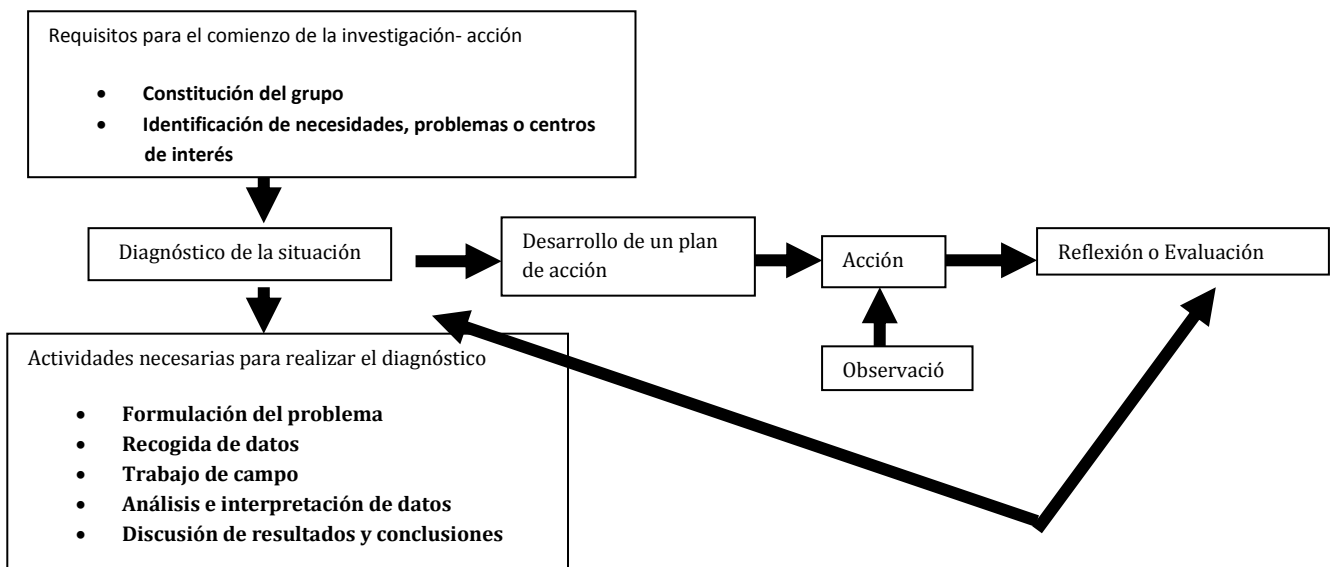 Requisitos para el comienzo de la investigación- acción
• Constitución del grupo
• Identificación de necesidades, problemas o centros
de interés
Diagnóstico de la situación
Desarrollo de un plan
de acción
Acción
Reflexión o Evaluación
Observació
Actividades necesarias para realizar el diagnóstico
• Formulación del problema
• Recogida de datos
• Trabajo de campo
• Análisis e interpretación de datos
• Discusión de resultados y conclusiones